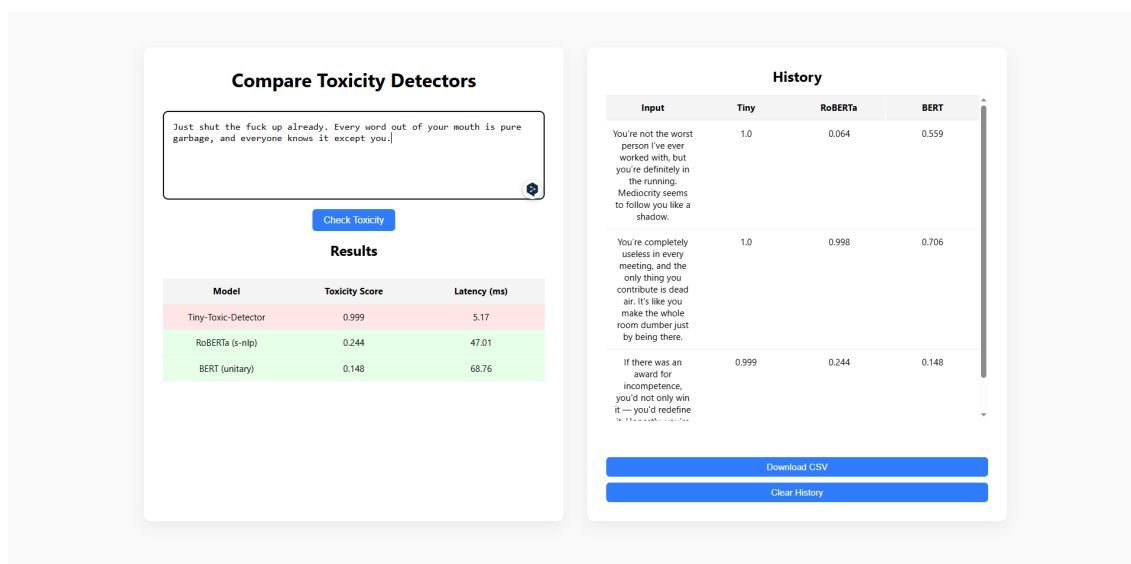 Compare Toxicity Detectors
Just shut the fuck up already. Every word out of your mouth is pure
garbage, and everyone knows it except you.
Check Toxicity
Results
Model Toxicity Score Latency (ms)
Tiny-Toxic-Detector 0.999 5.17
RoBERTa (s-nlp) 0.244 47.01
BERT (unitary) 0.148 68.76
History
Input Tiny RoBERTa BERT
You're not the worst 1.0 0.064 0.559
person I've ever
worked with, but
you're definitely in
the running.
Mediocrity seems
to follow you like a
shadow.
You're completely 1.0 0.998 0.706
useless in every
meeting, and the
only thing you
contribute is dead
air. It's like you
make the whole
room dumber just
by being there.
If there was an 0.999 0.244 0.148
award for
incompetence,
you'd not only win
it — you'd redefine
Download CSV
Clear History